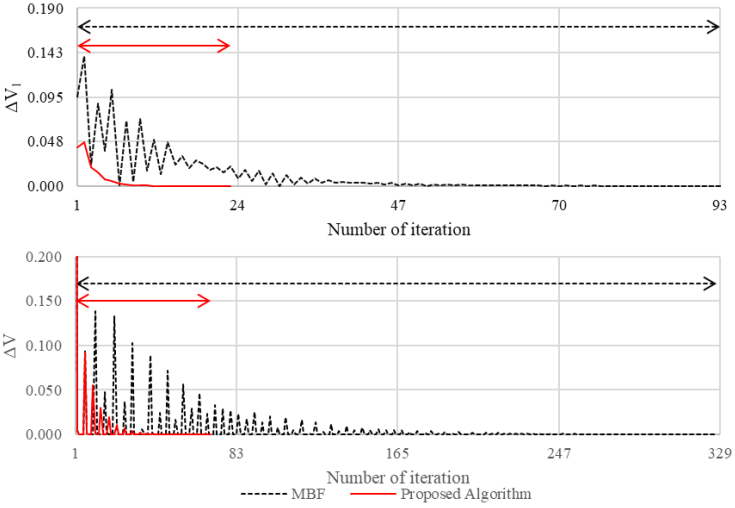 0.190
0.143
0.095
0.048
0.000
ΔV1
1 24 47 70 93
Number of iteration
0.200
0.150
0.100
0.050
0.000
ΔV
1 83 165 247 329
Number of iteration
MBF Proposed Algorithm